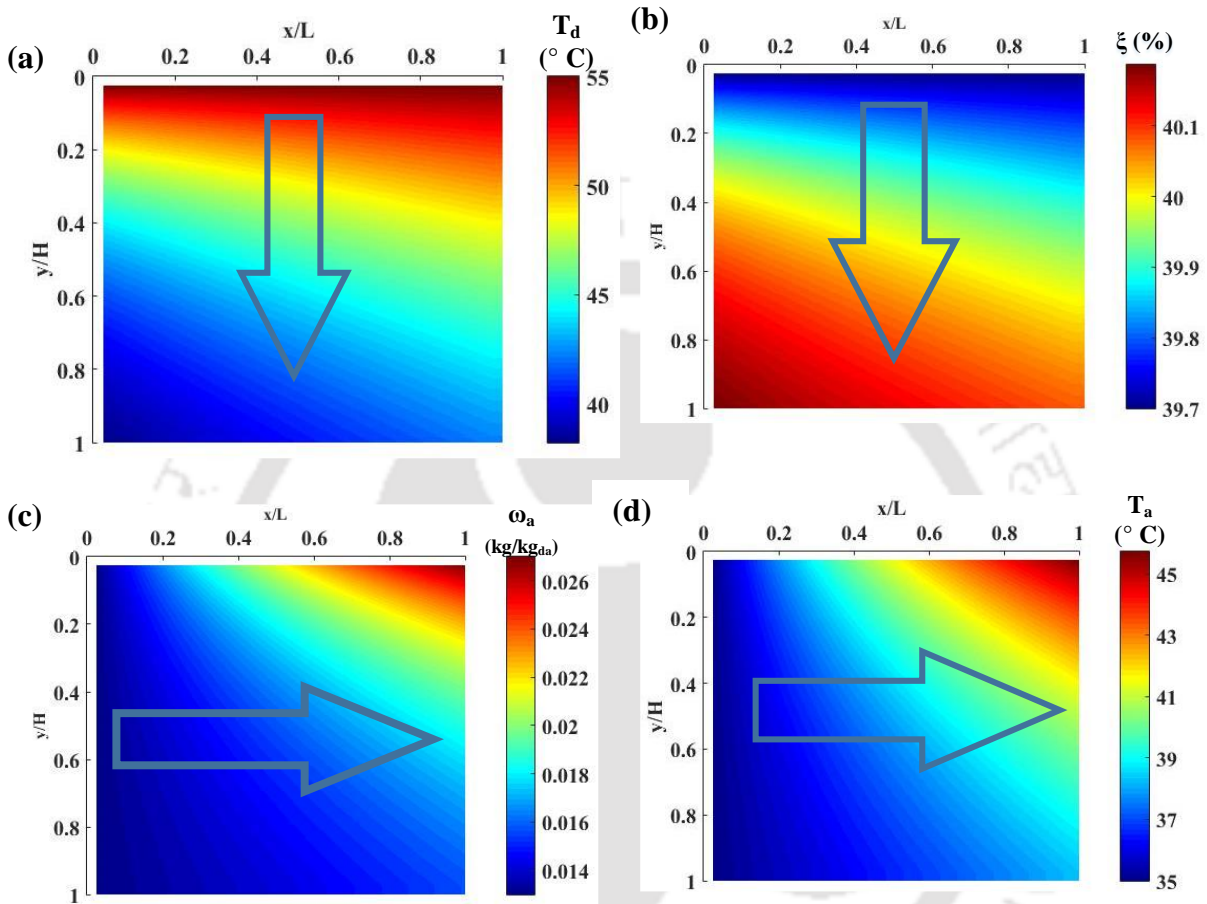 (a)
x/L
T_d
(° C)
0 0.2 0.4 0.6 0.8 1
0
0.2
0.4
0.6
0.8
1
y/H
55
50
45
40
(b)
x/L
ξ (%)
0 0.2 0.4 0.6 0.8 1
0
0.2
0.4
0.6
0.8
1
y/H
40.1
40
39.9
39.8
39.7
(c)
x/L
ω_a
(kg/kg_da)
0 0.2 0.4 0.6 0.8 1
0
0.2
0.4
0.6
0.8
1
y/H
0.026
0.024
0.022
0.02
0.018
0.016
0.014
(d)
x/L
T_a
(° C)
0 0.2 0.4 0.6 0.8 1
0
0.2
0.4
0.6
0.8
1
y/H
45
43
41
39
37
35